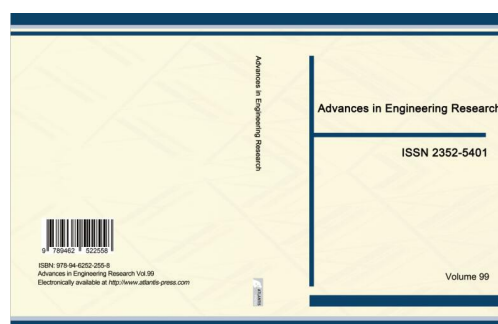 Advances in Engineering Research
Advances in Engineering Research
ISSN 2352-5401
Volume 99
9 789462 522558
ISBN: 978-94-6252-255-8
Advances in Engineering Research Vol.99
Electronically available at http://www.atlantis-press.com
ATLANTIS